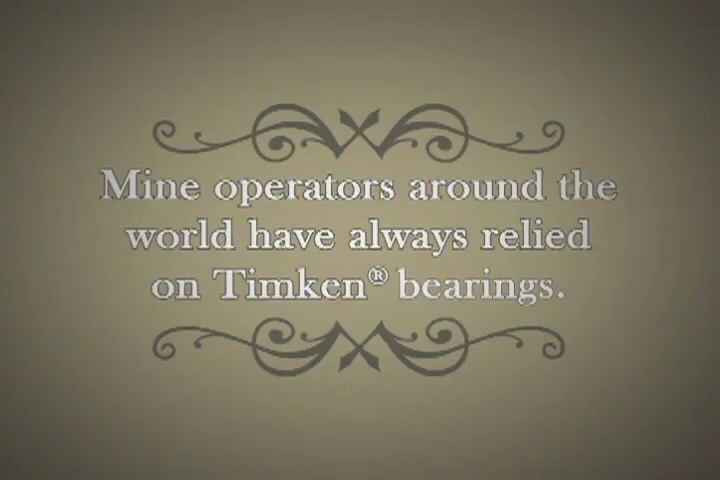 Mine operators around the
world have always relied
on Timken® bearings.